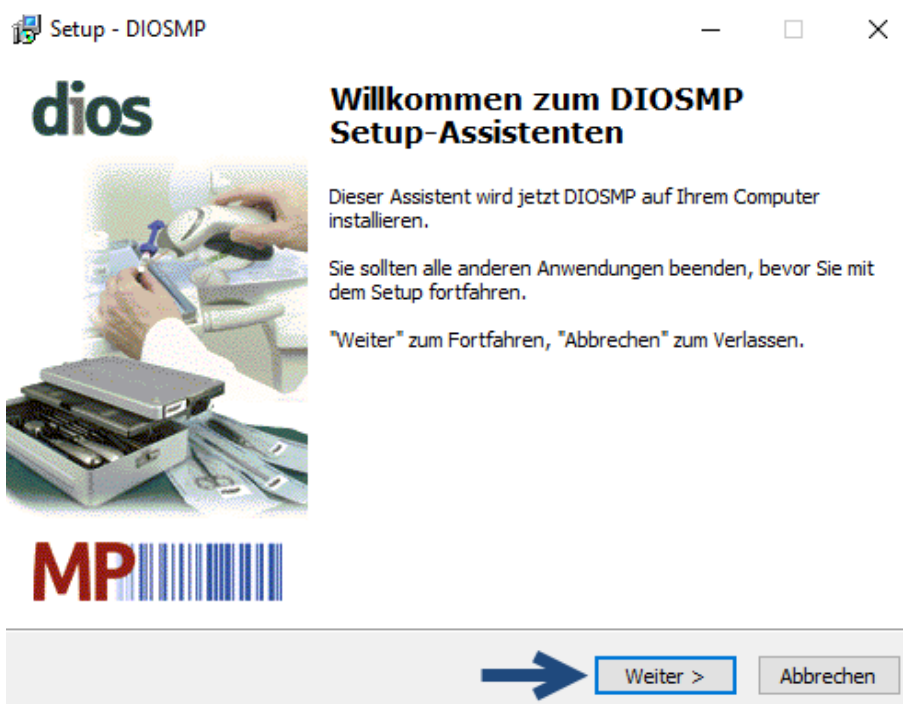 Setup - DIOSMP
dios
Willkommen zum DIOSMP
Setup-Assistenten
Dieser Assistent wird jetzt DIOSMP auf Ihrem Computer
installieren.
Sie sollten alle anderen Anwendungen beenden, bevor Sie mit
dem Setup fortfahren.
"Weiter" zum Fortfahren, "Abbrechen" zum Verlassen.
MP
Weiter >
Abbrechen